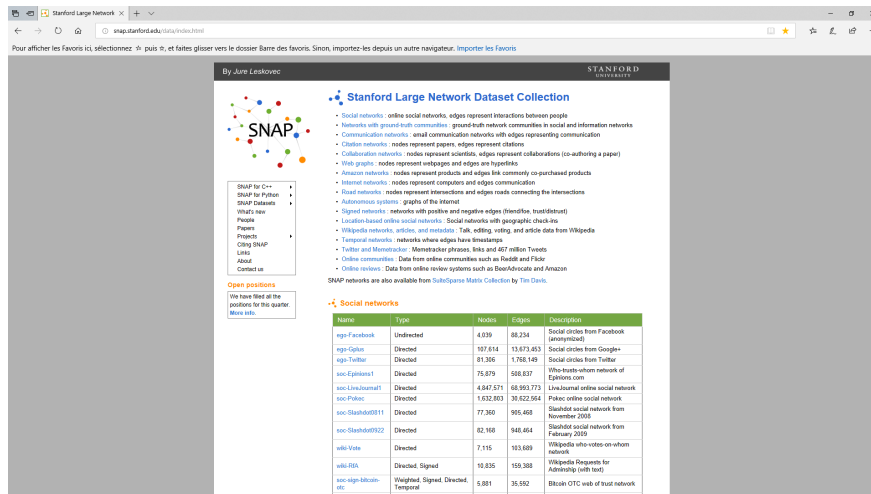 Stanford Large Network
snap.stanford.edu/data/index.html
Pour afficher les Favoris ici, sélectionnez ☆ puis ☆, et faites glisser vers le dossier Barre des favoris. Sinon, importez-les depuis un autre navigateur. Importer les Favoris
By Jure Leskovec
STANFORD
UNIVERSITY
SNAP
SNAP for C++
SNAP for Python
SNAP Datasets
What's new
People
Papers
Projects
Citing SNAP
Links
About
Contact us
Open positions
We have filled all the
positions for this quarter.
More info.
Stanford Large Network Dataset Collection
• Social networks : online social networks, edges represent interactions between people
• Networks with ground-truth communities : ground-truth network communities in social and information networks
• Communication networks : email communication networks with edges representing communication
• Citation networks : nodes represent papers, edges represent citations
• Collaboration networks : nodes represent scientists, edges represent collaborations (co-authoring a paper)
• Web graphs : nodes represent webpages and edges are hyperlinks
• Amazon networks : nodes represent products and edges link commonly co-purchased products
• Internet networks : nodes represent computers and edges communication
• Road networks : nodes represent intersections and edges roads connecting the intersections
• Autonomous systems : graphs of the internet
• Signed networks : networks with positive and negative edges (friend/foe, trust/distrust)
• Location-based online social networks : Social networks with geographic check-ins
• Wikipedia networks, articles, and metadata : Talk, editing, voting, and article data from Wikipedia
• Temporal networks : networks where edges have timestamps
• Twitter and Memetracker : Memetracker phrases, links and 467 million Tweets
• Online communities : Data from online communities such as Reddit and Flickr
• Online reviews : Data from online review systems such as BeerAdvocate and Amazon
SNAP networks are also available from SuiteSparse Matrix Collection by Tim Davis.
Social networks
Name Type Nodes Edges Description
ego-Facebook Undirected 4,039 88,234 Social circles from Facebook
(anonymized)
ego-Gplus Directed 107,614 13,673,453 Social circles from Google+
ego-Twitter Directed 81,306 1,768,149 Social circles from Twitter
soc-Epinions1 Directed 75,879 508,837 Who-trusts-whom network of
Epinions.com
soc-LiveJournal1 Directed 4,847,571 68,993,773 LiveJournal online social network
soc-Pokec Directed 1,632,803 30,622,564 Pokec online social network
soc-Slashdot0811 Directed 77,360 905,468 Slashdot social network from
November 2008
soc-Slashdot0922 Directed 82,168 948,464 Slashdot social network from
February 2009
wiki-Vote Directed 7,115 103,689 Wikipedia who-votes-on-whom
network
wiki-RfA Directed, Signed 10,835 159,388 Wikipedia Requests for
Adminship (with text)
soc-sign-bitcoin-
otc Weighted, Signed, Directed,
Temporal 5,881 35,592 Bitcoin OTC web of trust network